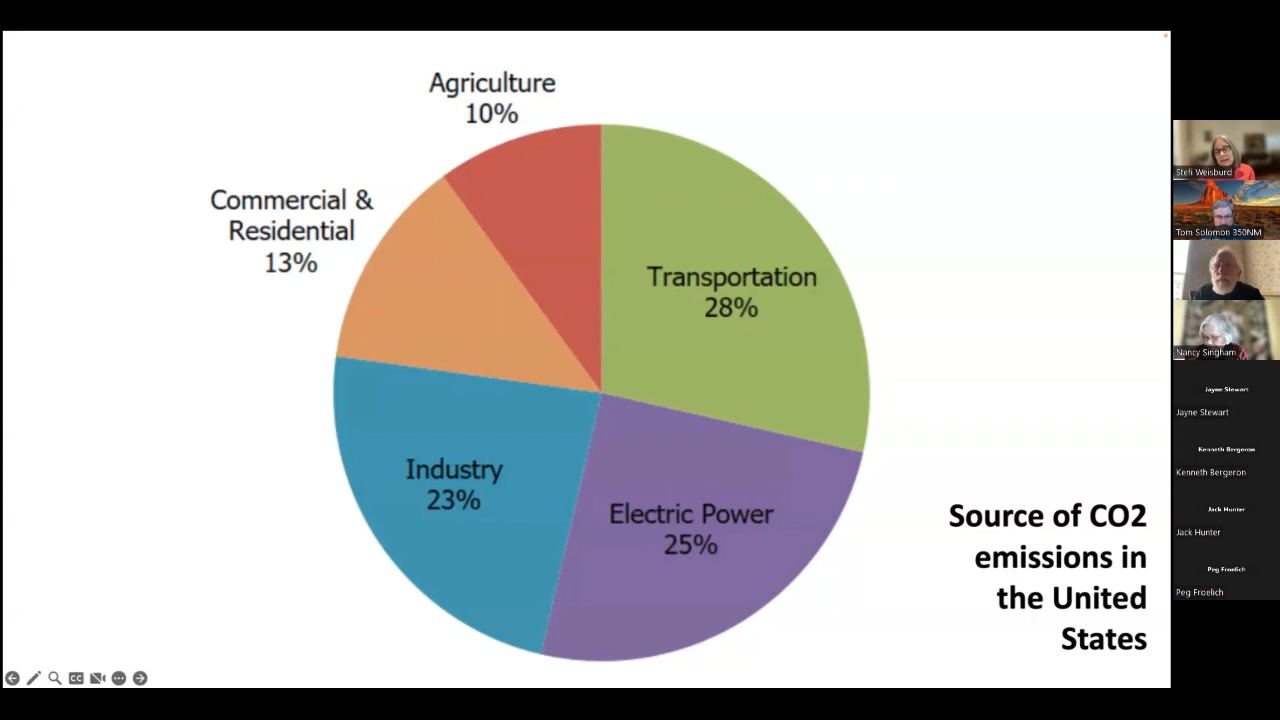 Agriculture
10%
Commercial &
Residential
13%
Transportation
28%
Industry
23%
Electric Power
25%
Source of CO2
emissions in
the United
States
CC
Stefi Weisburd
Tom Solomon 350NM
Nancy Singham
Jayne Stewart
Jayne Stewart
Kenneth Bergeron
Kenneth Bergeron
Jack Hunter
Jack Hunter
Peg Froelich
Peg Froelich